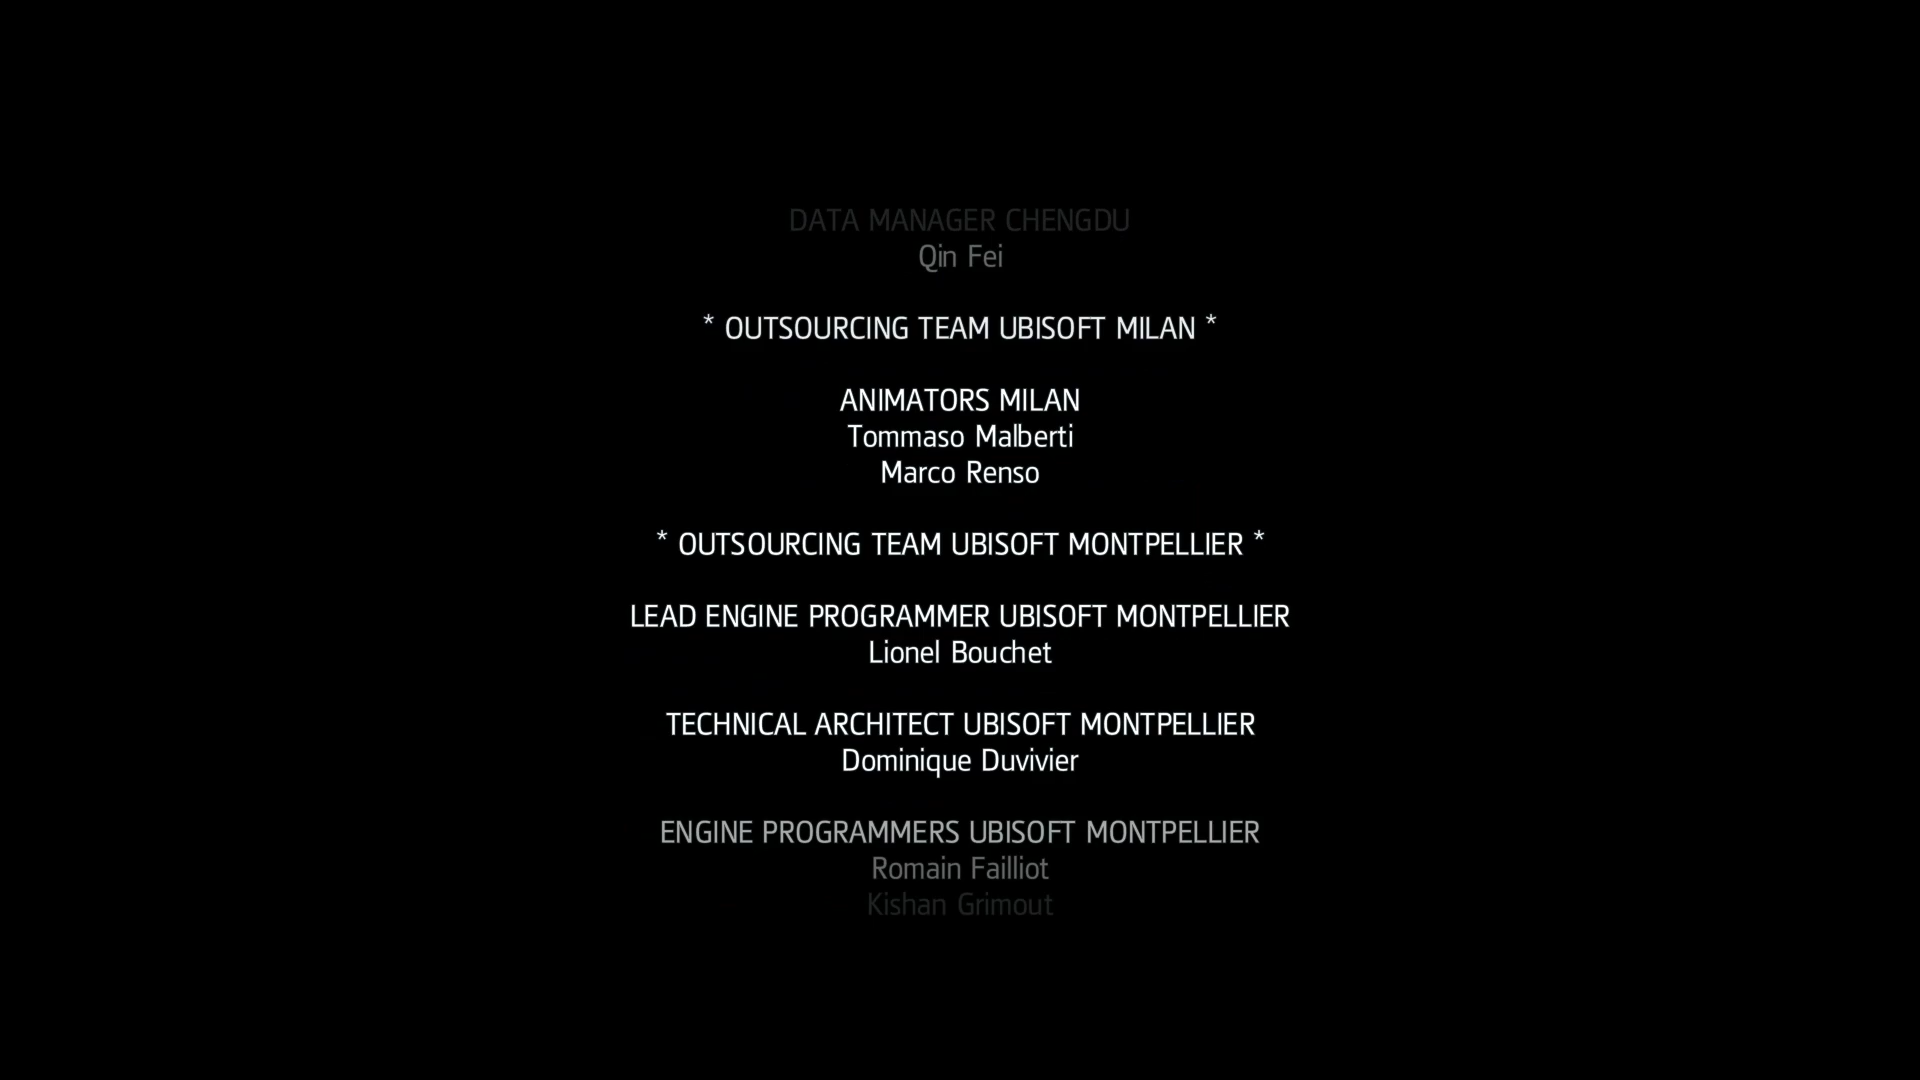 DATA MANAGER CHENGDU
Qin Fei
* OUTSOURCING TEAM UBISOFT MILAN *
ANIMATORS MILAN
Tommaso Malberti
Marco Renso
* OUTSOURCING TEAM UBISOFT MONTPELLIER *
LEAD ENGINE PROGRAMMER UBISOFT MONTPELLIER
Lionel Bouchet
TECHNICAL ARCHITECT UBISOFT MONTPELLIER
Dominique Duvivier
ENGINE PROGRAMMERS UBISOFT MONTPELLIER
Romain Failliot
Kishan Grimout